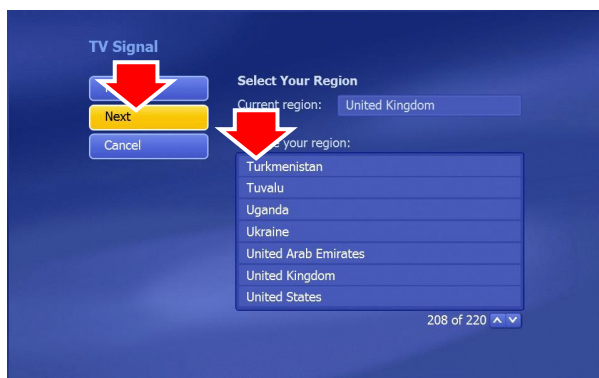 TV Signal
Select Your Region
Current region: United Kingdom
Next
Cancel
your region:
Turkmenistan
Tuvalu
Uganda
Ukraine
United Arab Emirates
United Kingdom
United States
208 of 220